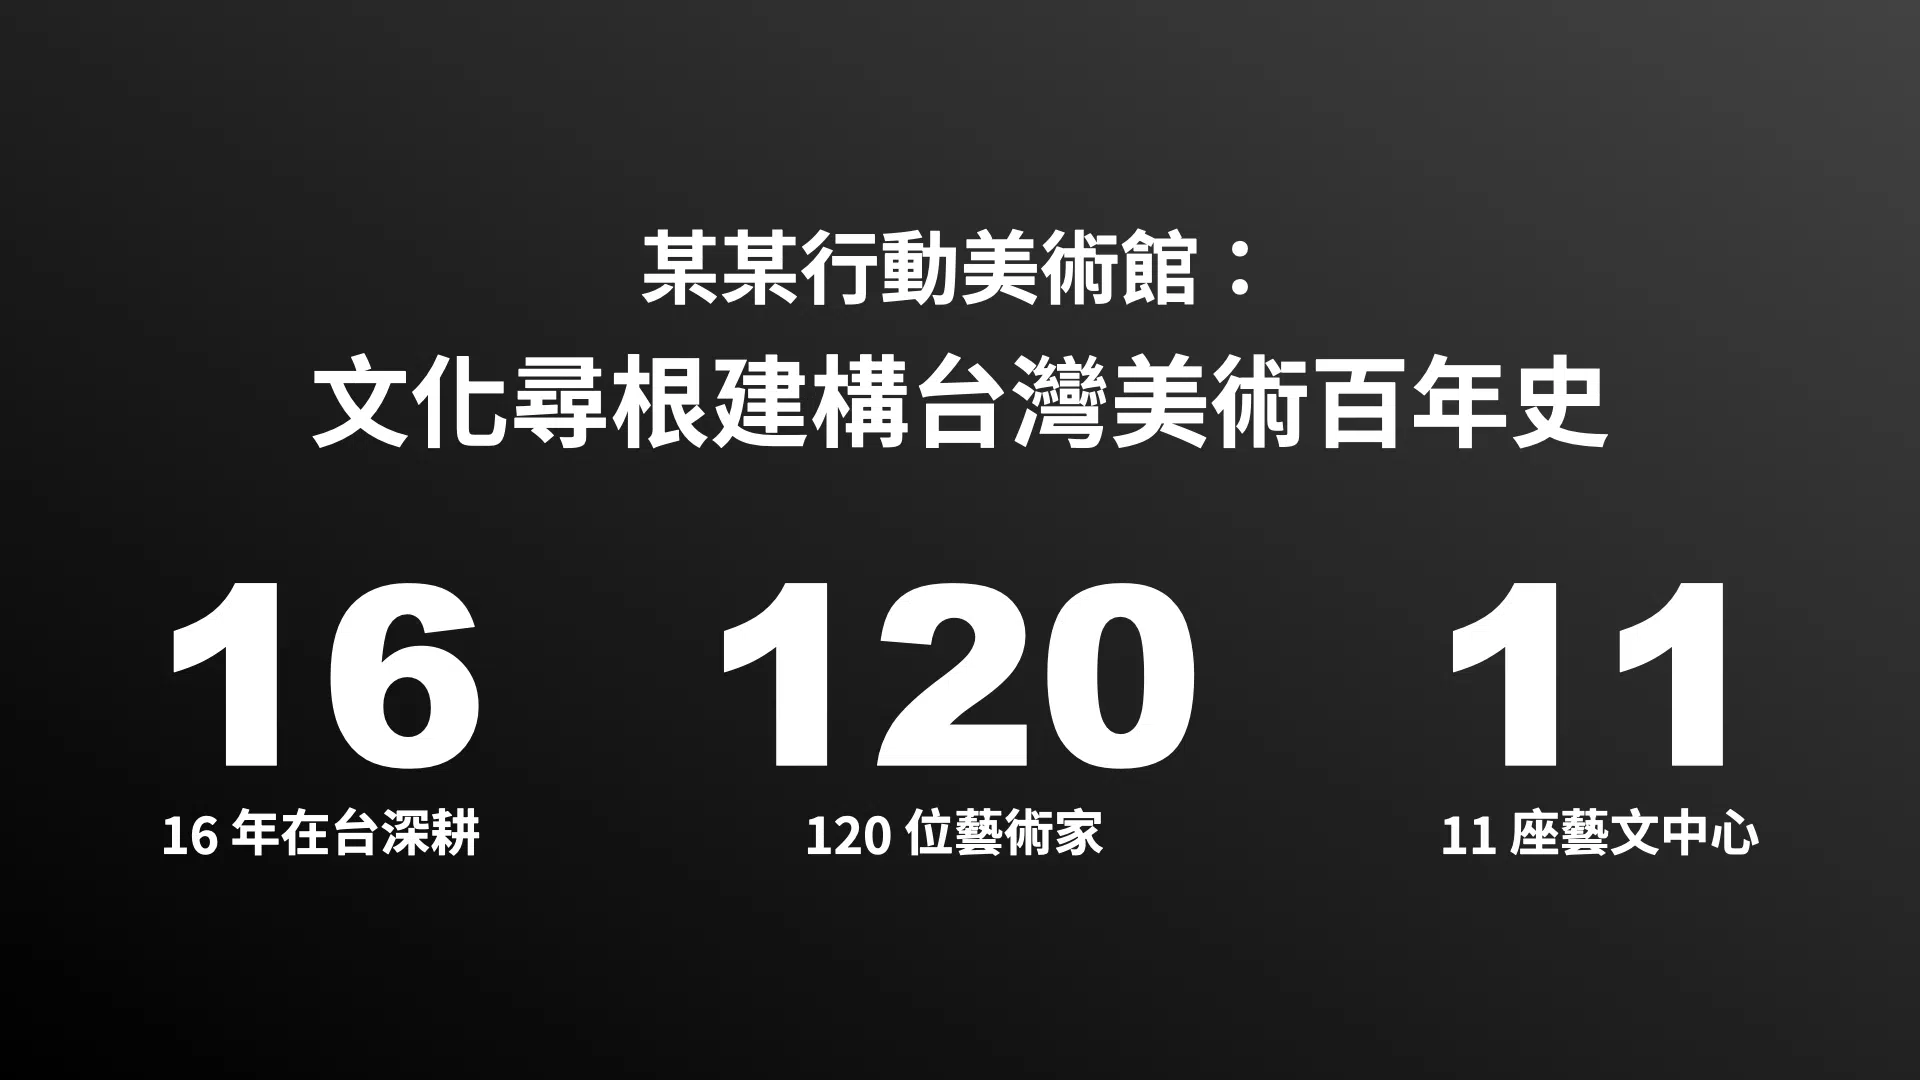 某某行動美術館：
文化尋根建構台灣美術百年史
16
120
11
16 年在台深耕
120 位藝術家
11 座藝文中心